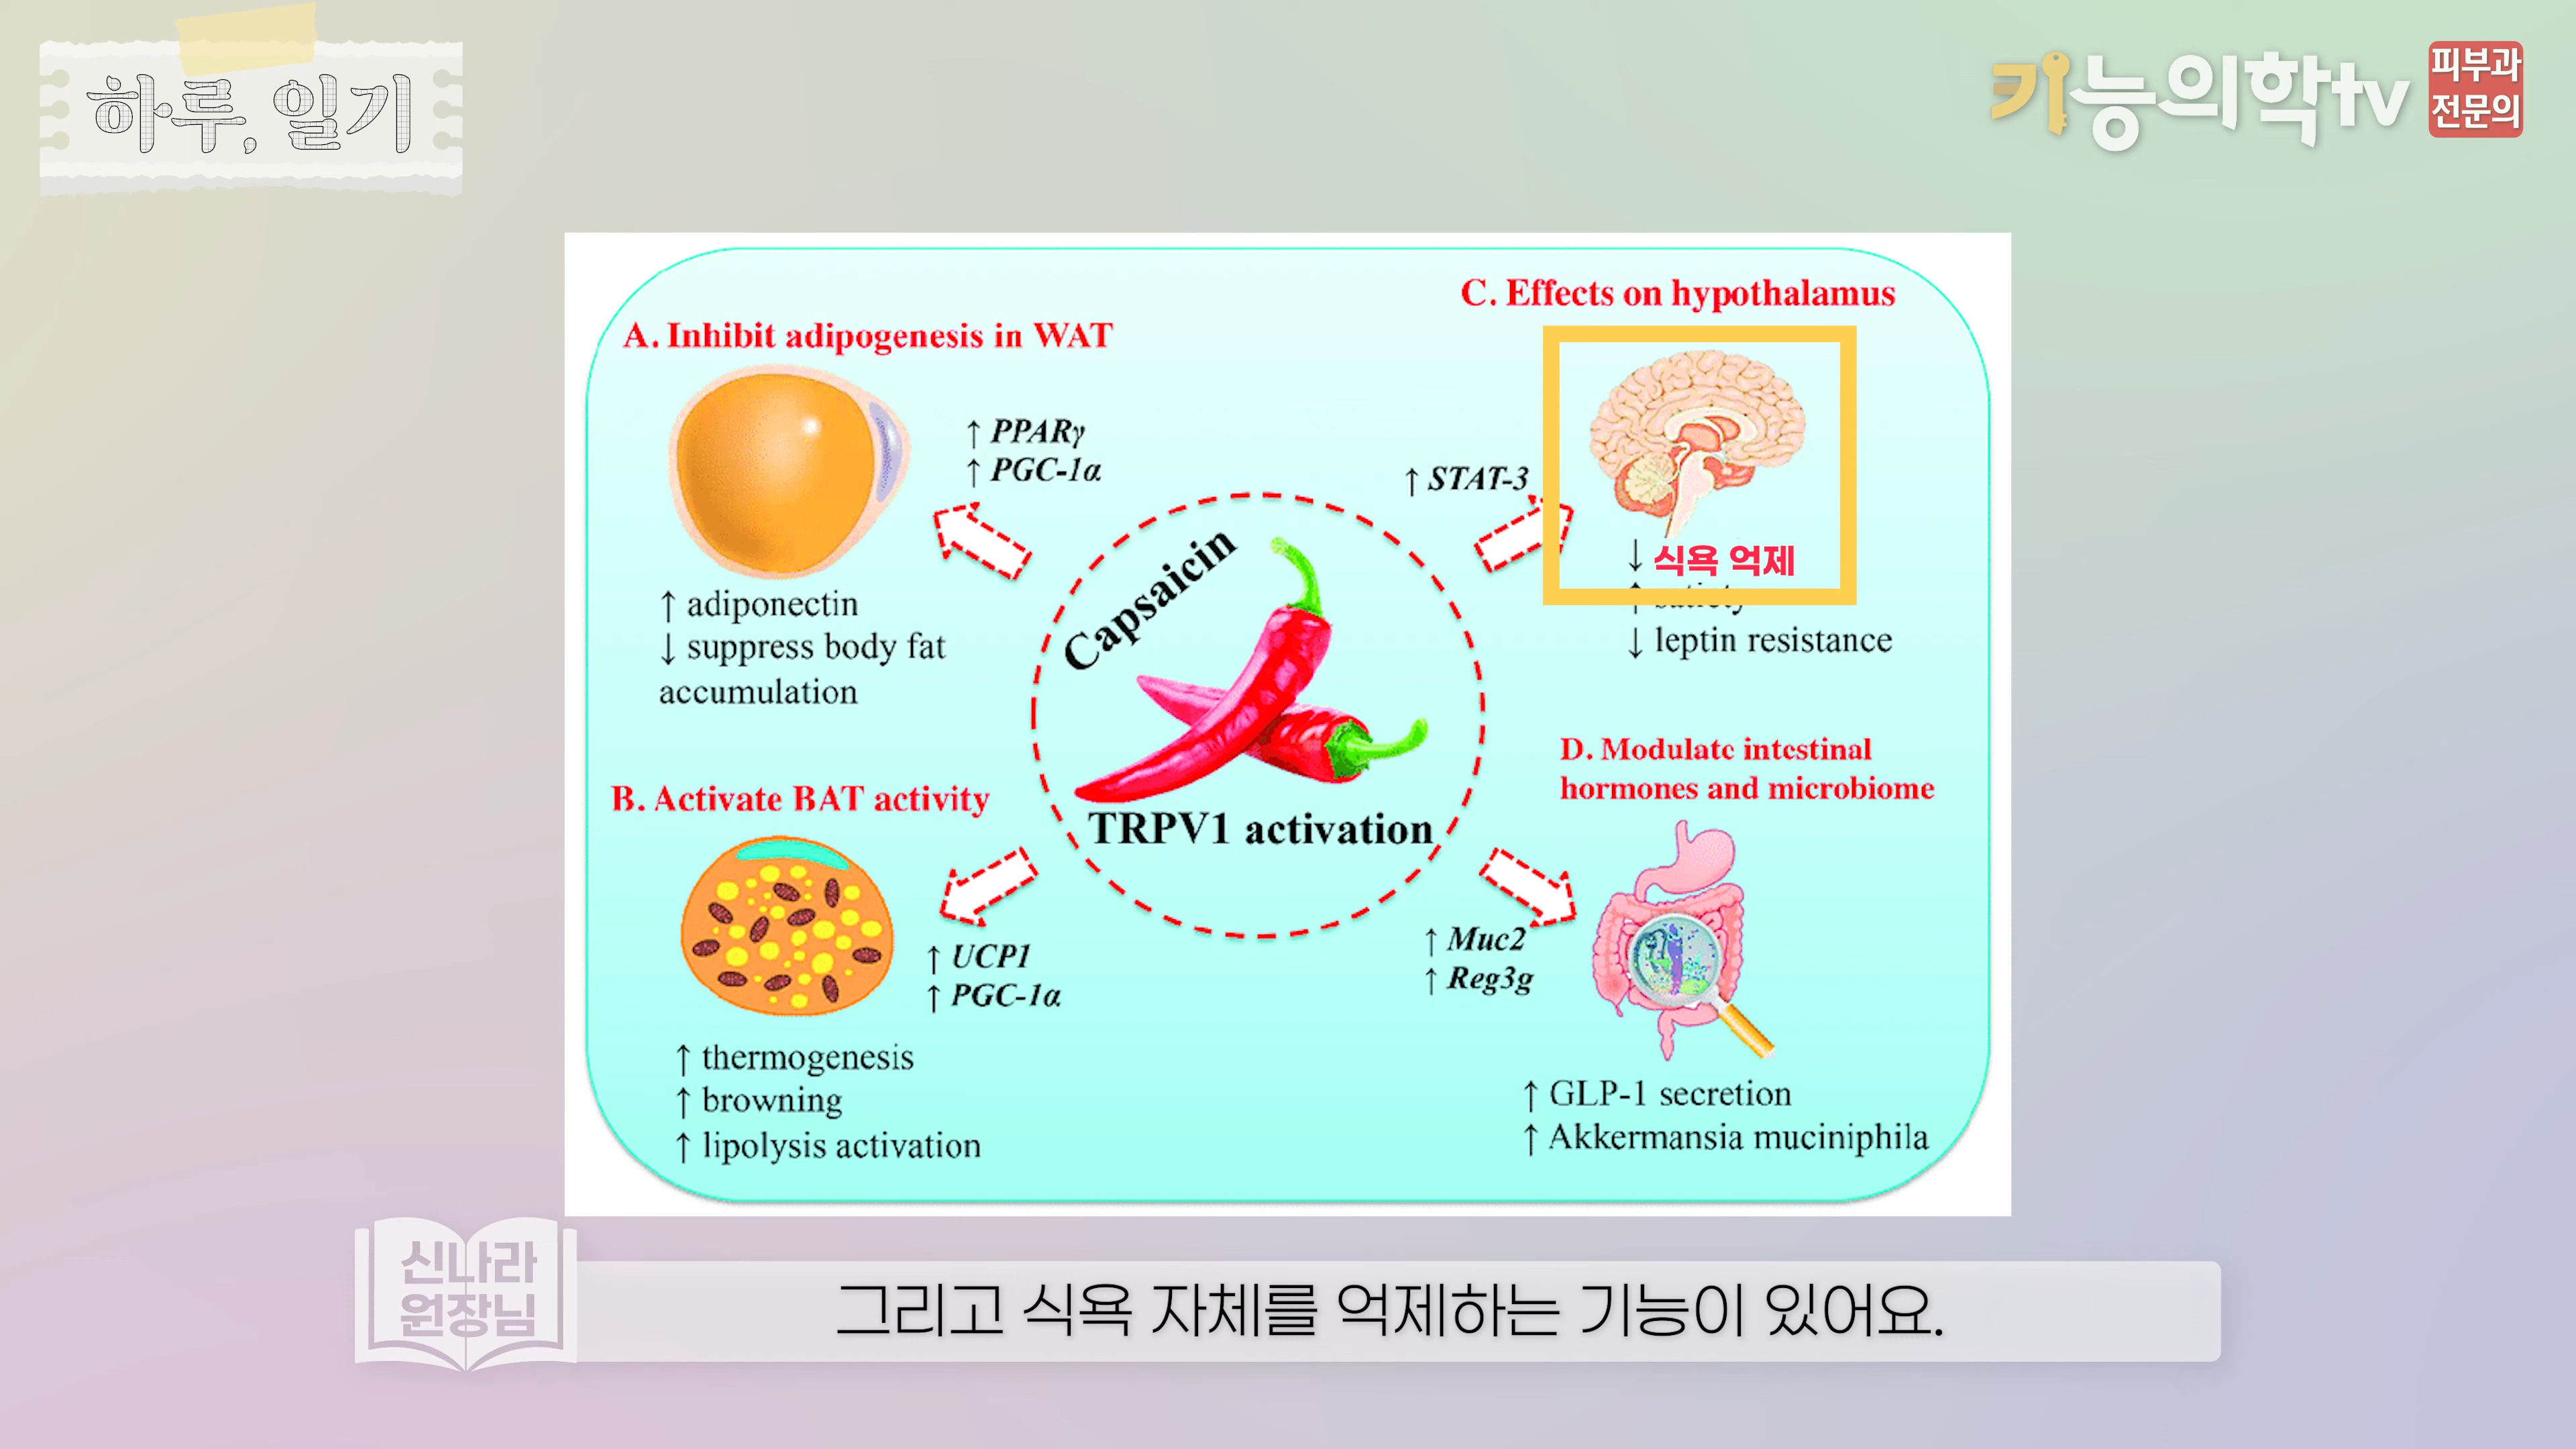 하루, 일기
기능의학tv
피부과
전문의
C. Effects on hypothalamus
A. Inhibit adipogenesis in WAT
↑ PPARγ
↑ PGC-1α
↑ STAT-3
↓ 식욕 억제
↑ satiety
↓ leptin resistance
↑ adiponectin
↓ suppress body fat
accumulation
Capsaicin
TRPV1 activation
D. Modulate intestinal
hormones and microbiome
B. Activate BAT activity
↑ UCP1
↑ PGC-1α
↑ Muc2
↑ Reg3g
↑ thermogenesis
↑ browning
↑ lipolysis activation
↑ GLP-1 secretion
↑ Akkermansia muciniphila
신나라
원장님
그리고 식욕 자체를 억제하는 기능이 있어요.